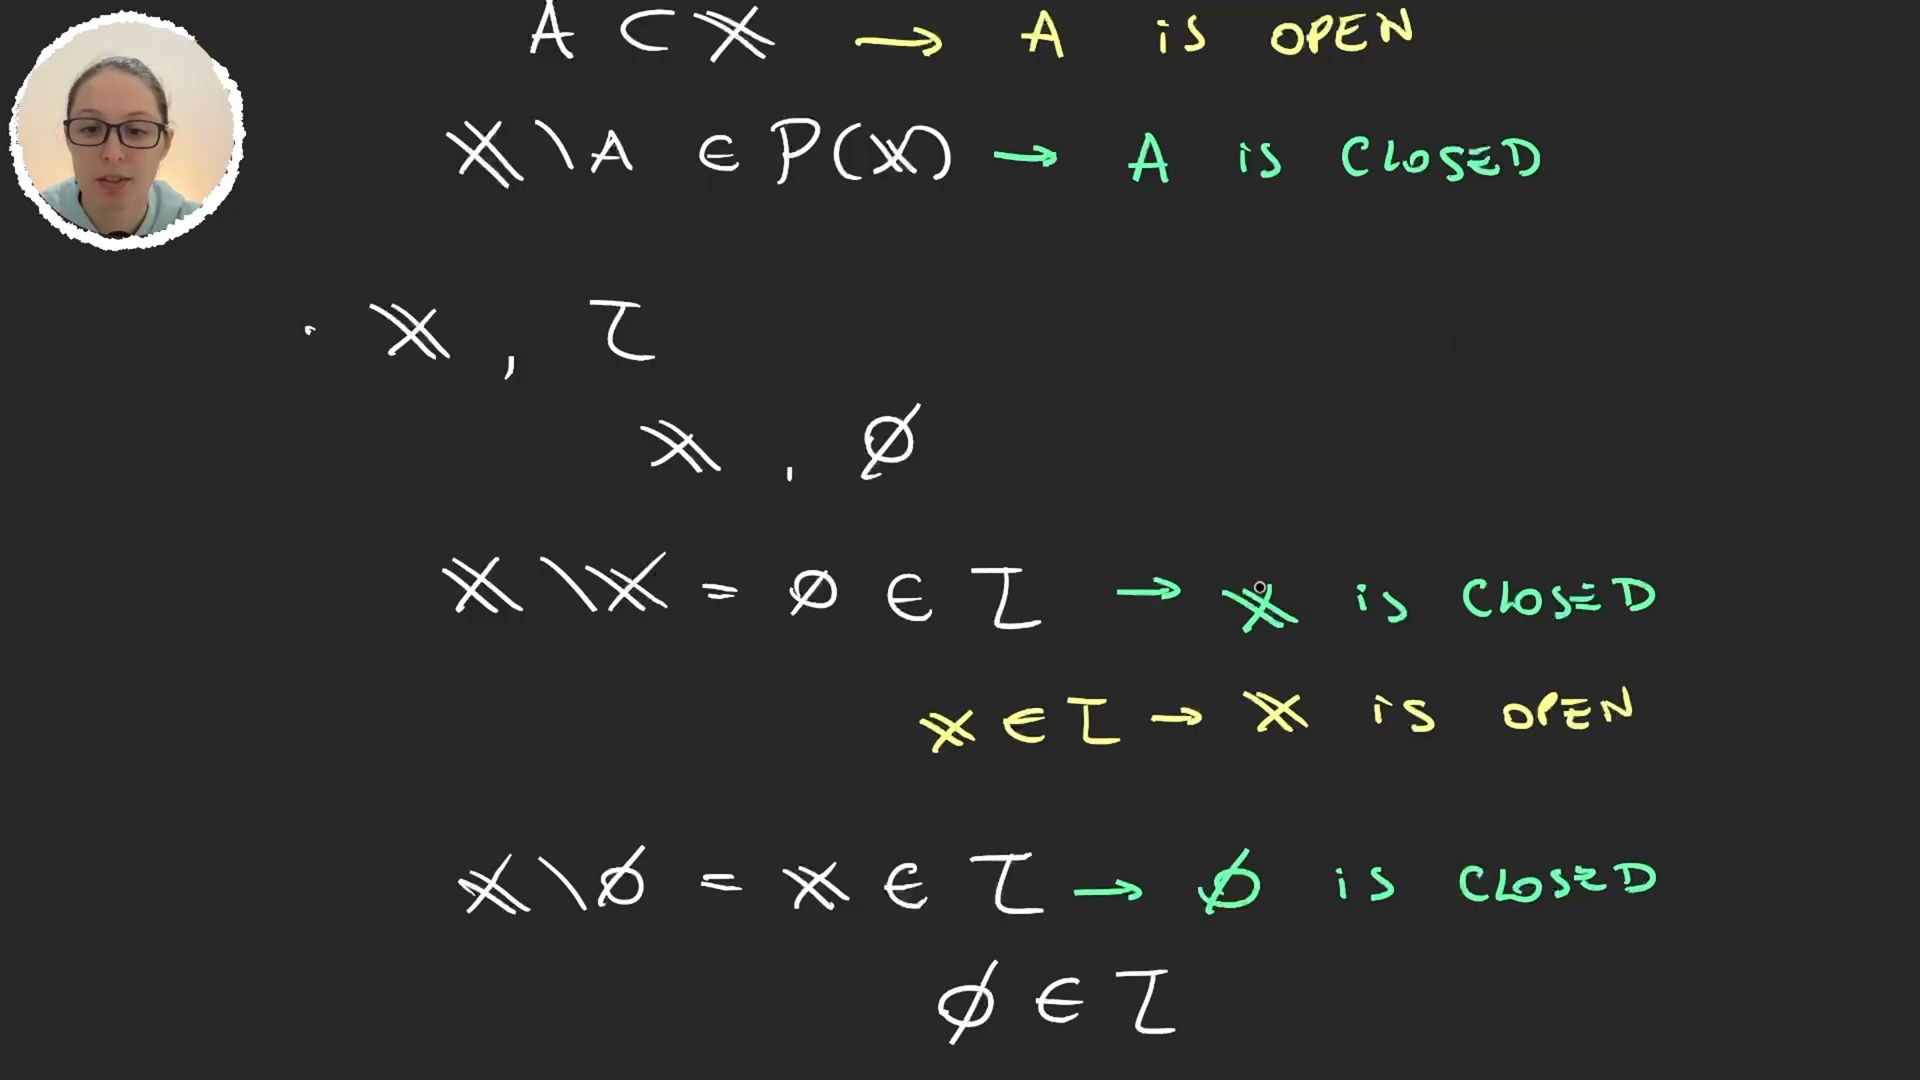 A ⊂ 𝕏 → A is OPEN
𝕏 \ A ∈ P(𝕏) → A is CLOSED
· 𝕏 , τ
𝕏 , ∅
𝕏 \ 𝕏 = ∅ ∈ τ → 𝕏 is CLOSED
𝕏 ∈ τ → 𝕏 is OPEN
𝕏 \ ∅ = 𝕏 ∈ τ → ∅ is CLOSED
∅ ∈ τ